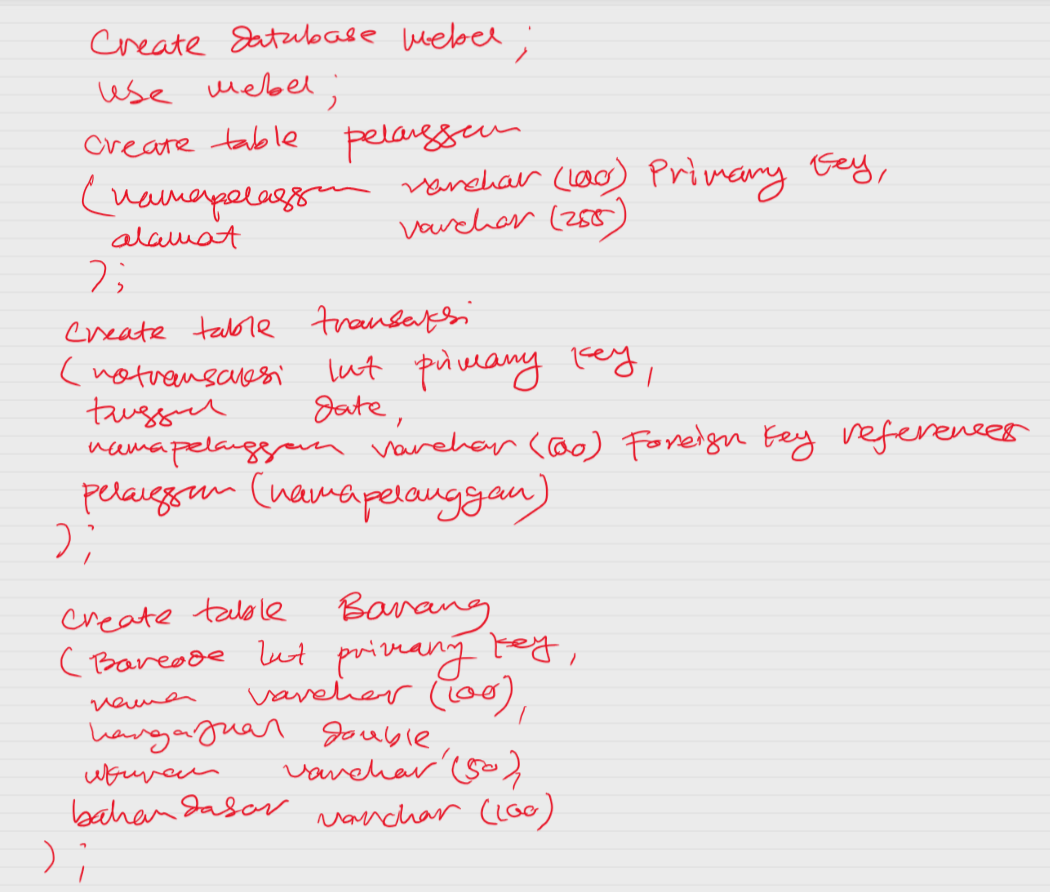 Create Database mebel ;
use mebel ;
create table pelanggan
( namapelanggan varchar (100) Primary Key,
alamat varchar (255)
) ;
create table transaksi
( notransaksi int primary key ,
tanggal date ,
namapelanggan varchar (100) Foreign key references
pelanggan (namapelanggan)
) ;
create table Barang
( Barcode int primary key ,
nama varchar (100) ,
hargajual double ,
ukuran varchar (50) ,
bahandasar varchar (100)
) ;